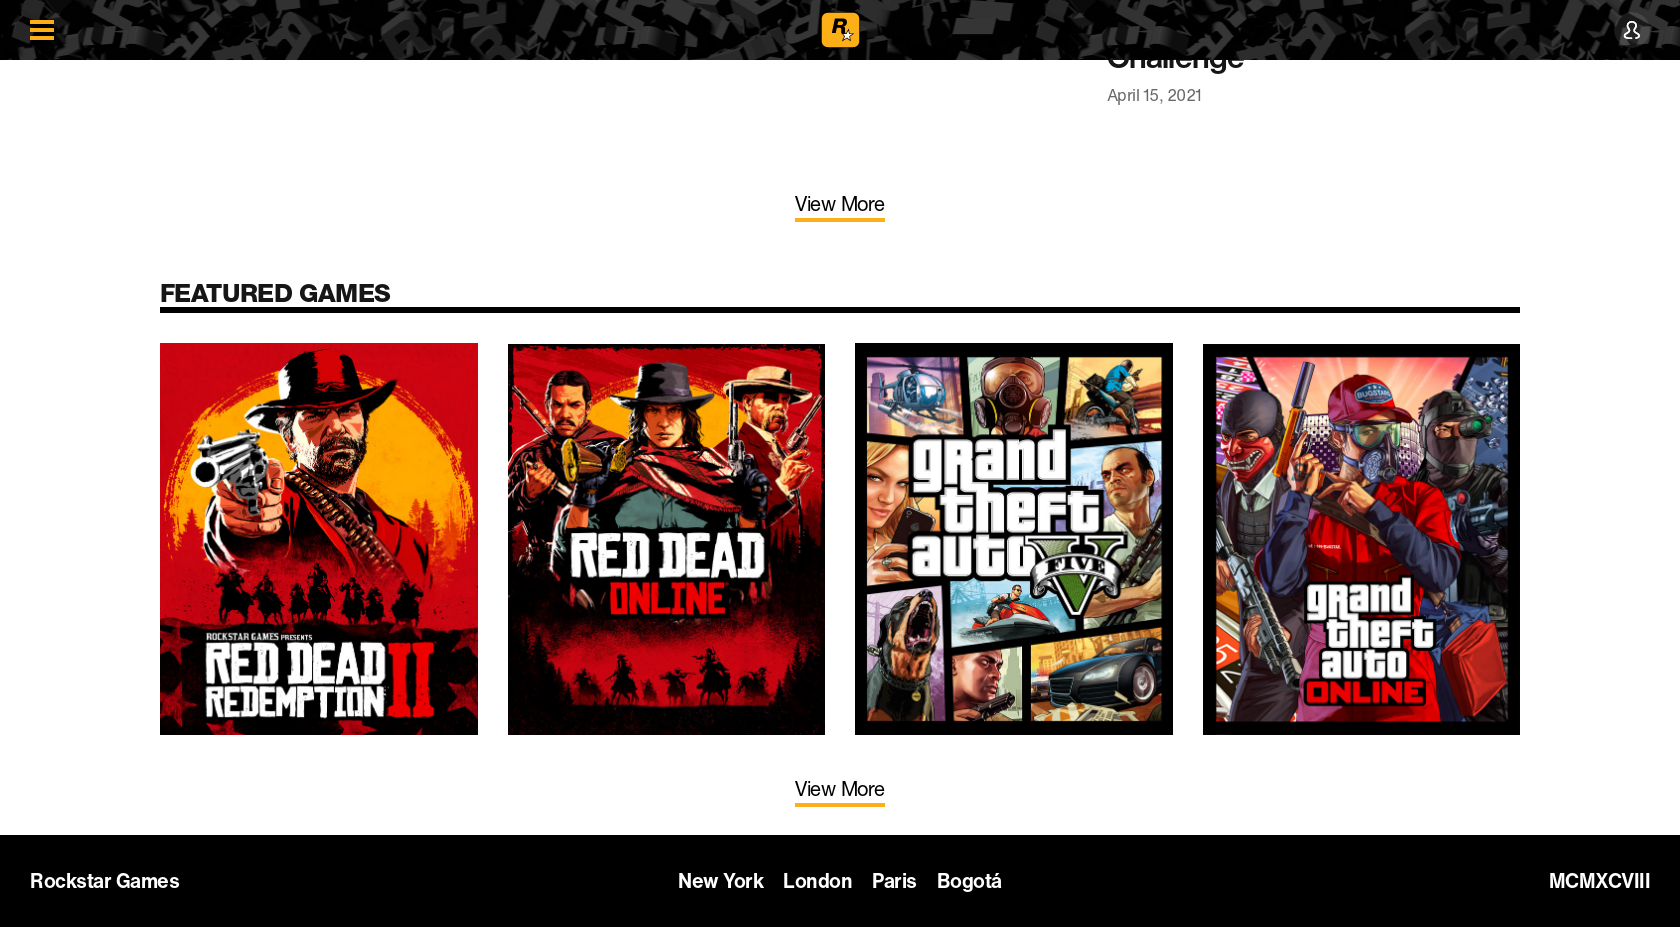 R
Challenge
April 15, 2021
View More
FEATURED GAMES
ROCKSTAR GAMES PRESENTS
RED DEAD
REDEMPTION II
RED DEAD
ONLINE
grand
theft
auto V
FIVE
BUGSTARS
grand
theft
auto
ONLINE
View More
Rockstar Games
New York London Paris Bogotá
MCMXCVIII